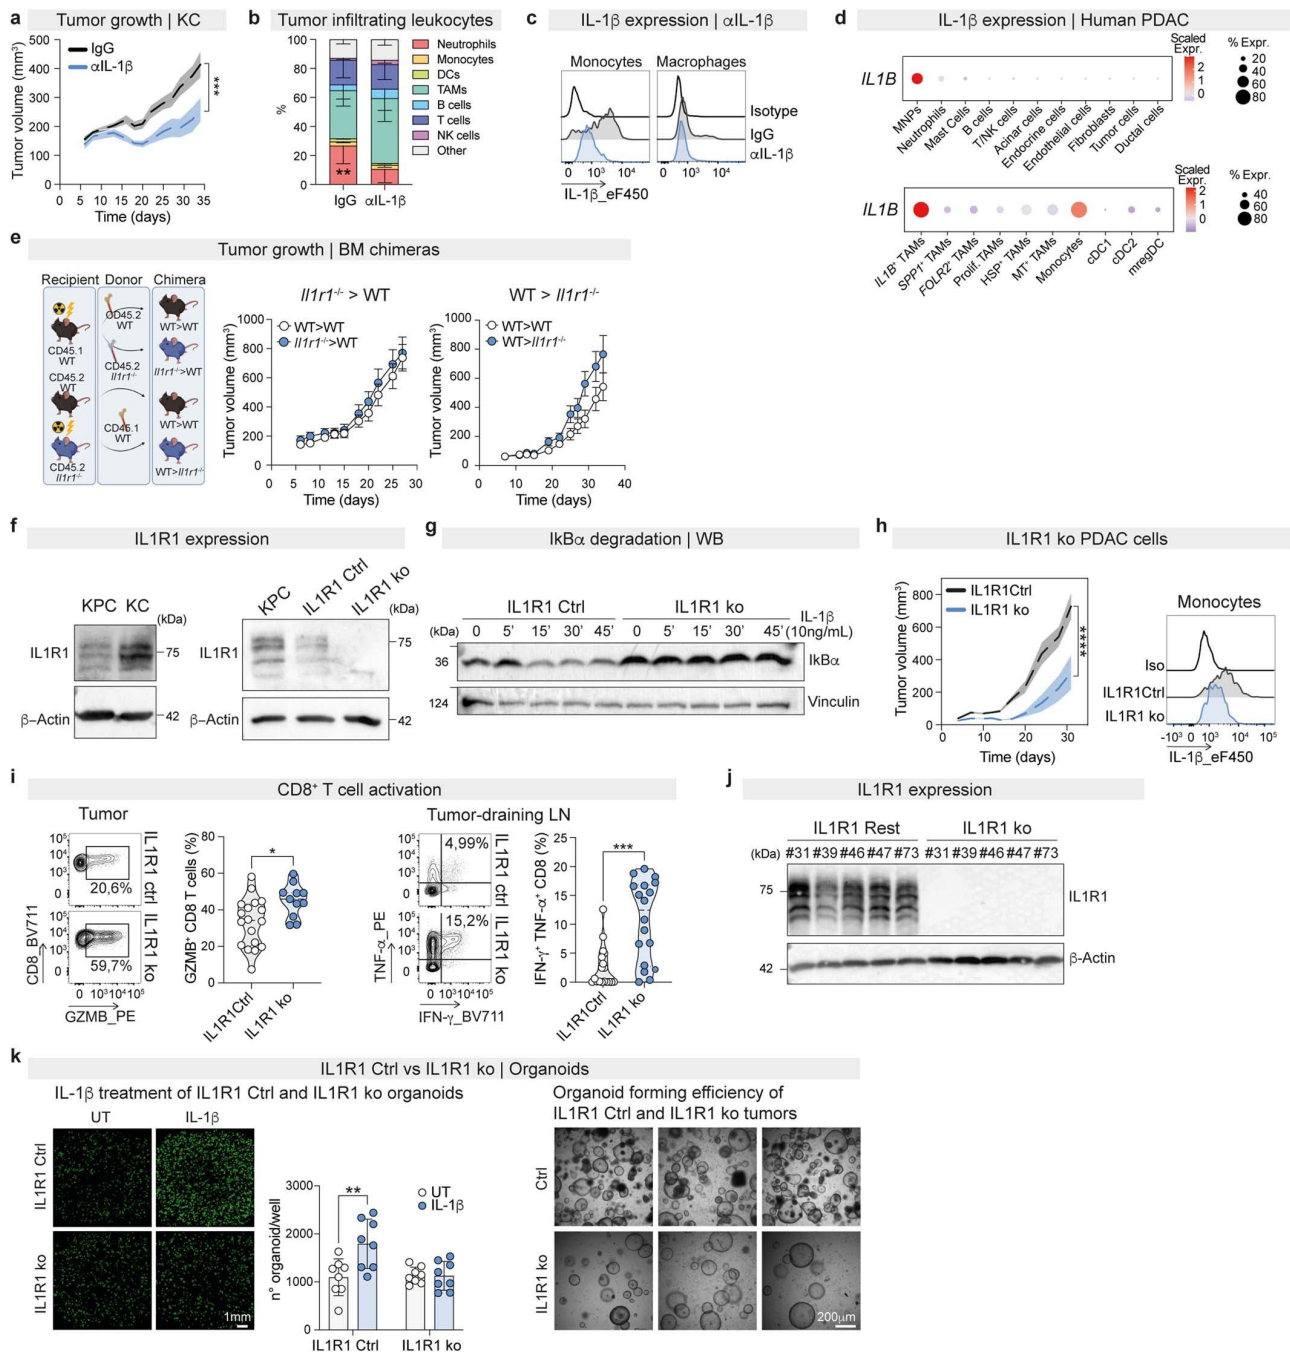 a
Tumor growth | KC
Tumor volume (mm³)
500
400
300
200
100
0
IgG
αIL-1β
***
0 5 10 15 20 25 30 35
Time (days)
b
Tumor infiltrating leukocytes
%
100
80
60
40
20
0
**
IgG αIL-1β
Neutrophils
Monocytes
DCs
TAMs
B cells
T cells
NK cells
Other
c
IL-1β expression | αIL-1β
Monocytes Macrophages
Isotype
IgG
αIL-1β
0 10³ 10⁴ 0 10³ 10⁴
IL-1β_eF450
d
IL-1β expression | Human PDAC
IL1B
MNPs
Neutrophils
Mast Cells
B cells
T/NK cells
Acinar cells
Endocrine cells
Endothelial cells
Fibroblasts
Tumor cells
Ductal cells
Scaled
Expr.
2
1
0
% Expr.
20
40
60
80
IL1B
IL1B⁺ TAMs
SPP1⁺ TAMs
FOLR2⁺ TAMs
Prolif. TAMs
HSP⁺ TAMs
MT⁺ TAMs
Monocytes
cDC1
cDC2
mregDC
Scaled
Expr.
2
1
0
% Expr.
40
60
80
e
Tumor growth | BM chimeras
Recipient Donor Chimera
CD45.1
WT
CD45.2
WT
WT>WT
CD45.2
Il1r1⁻/⁻
Il1r1⁻/⁻>WT
CD45.2
WT
CD45.1
WT
WT>WT
CD45.2
Il1r1⁻/⁻
WT>Il1r1⁻/⁻
Il1r1⁻/⁻ > WT
Tumor volume (mm³)
1000
800
600
400
200
0
WT>WT
Il1r1⁻/⁻>WT
0 5 10 15 20 25 30
Time (days)
WT > Il1r1⁻/⁻
Tumor volume (mm³)
1000
800
600
400
200
0
WT>WT
WT>Il1r1⁻/⁻
0 10 20 30 40
Time (days)
f
IL1R1 expression
KPC KC
(kDa)
IL1R1
75
β–Actin
42
KPC
IL1R1 Ctrl
IL1R1 ko
(kDa)
IL1R1
75
β–Actin
42
g
IkBα degradation | WB
IL1R1 Ctrl IL1R1 ko
IL-1β
(10ng/mL)
(kDa)
0 5’ 15’ 30’ 45’ 0 5’ 15’ 30’ 45’
36
IkBα
124
Vinculin
h
IL1R1 ko PDAC cells
Tumor volume (mm³)
800
600
400
200
0
IL1R1Ctrl
IL1R1 ko
****
0 10 20 30
Time (days)
Monocytes
Iso
IL1R1Ctrl
IL1R1 ko
-10³ 10³ 10⁴ 10⁵
IL-1β_eF450
i
CD8⁺ T cell activation
Tumor
10⁵
10⁴
10³
0
20,6%
IL1R1 ctrl
10⁵
10⁴
10³
0
59,7%
IL1R1 ko
CD8_BV711
0 10³ 10⁴ 10⁵
GZMB_PE
GZMB⁺ CD8 T Cells (%)
80
60
40
20
0
*
IL1R1Ctrl
IL1R1 ko
Tumor-draining LN
10⁵
10⁴
10³
0
4,99%
IL1R1 ctrl
10⁵
10⁴
10³
0
15,2%
IL1R1 ko
TNF-α_PE
0 10³ 10⁴ 10⁵
IFN-γ_BV711
IFN-γ⁺ TNF-α⁺ CD8 (%)
25
20
15
10
5
0
***
IL1R1Ctrl
IL1R1 ko
j
IL1R1 expression
IL1R1 Rest IL1R1 ko
(kDa) #31 #39 #46 #47 #73 #31 #39 #46 #47 #73
75
IL1R1
42
β-Actin
k
IL1R1 Ctrl vs IL1R1 ko | Organoids
IL-1β treatment of IL1R1 Ctrl and IL1R1 ko organoids
UT IL-1β
IL1R1 Ctrl
IL1R1 ko
1mm
n° organoid/well
3000
2000
1000
0
**
UT
IL-1β
IL1R1 Ctrl IL1R1 ko
Organoid forming efficiency of
IL1R1 Ctrl and IL1R1 ko tumors
Ctrl
IL1R1 ko
200µm